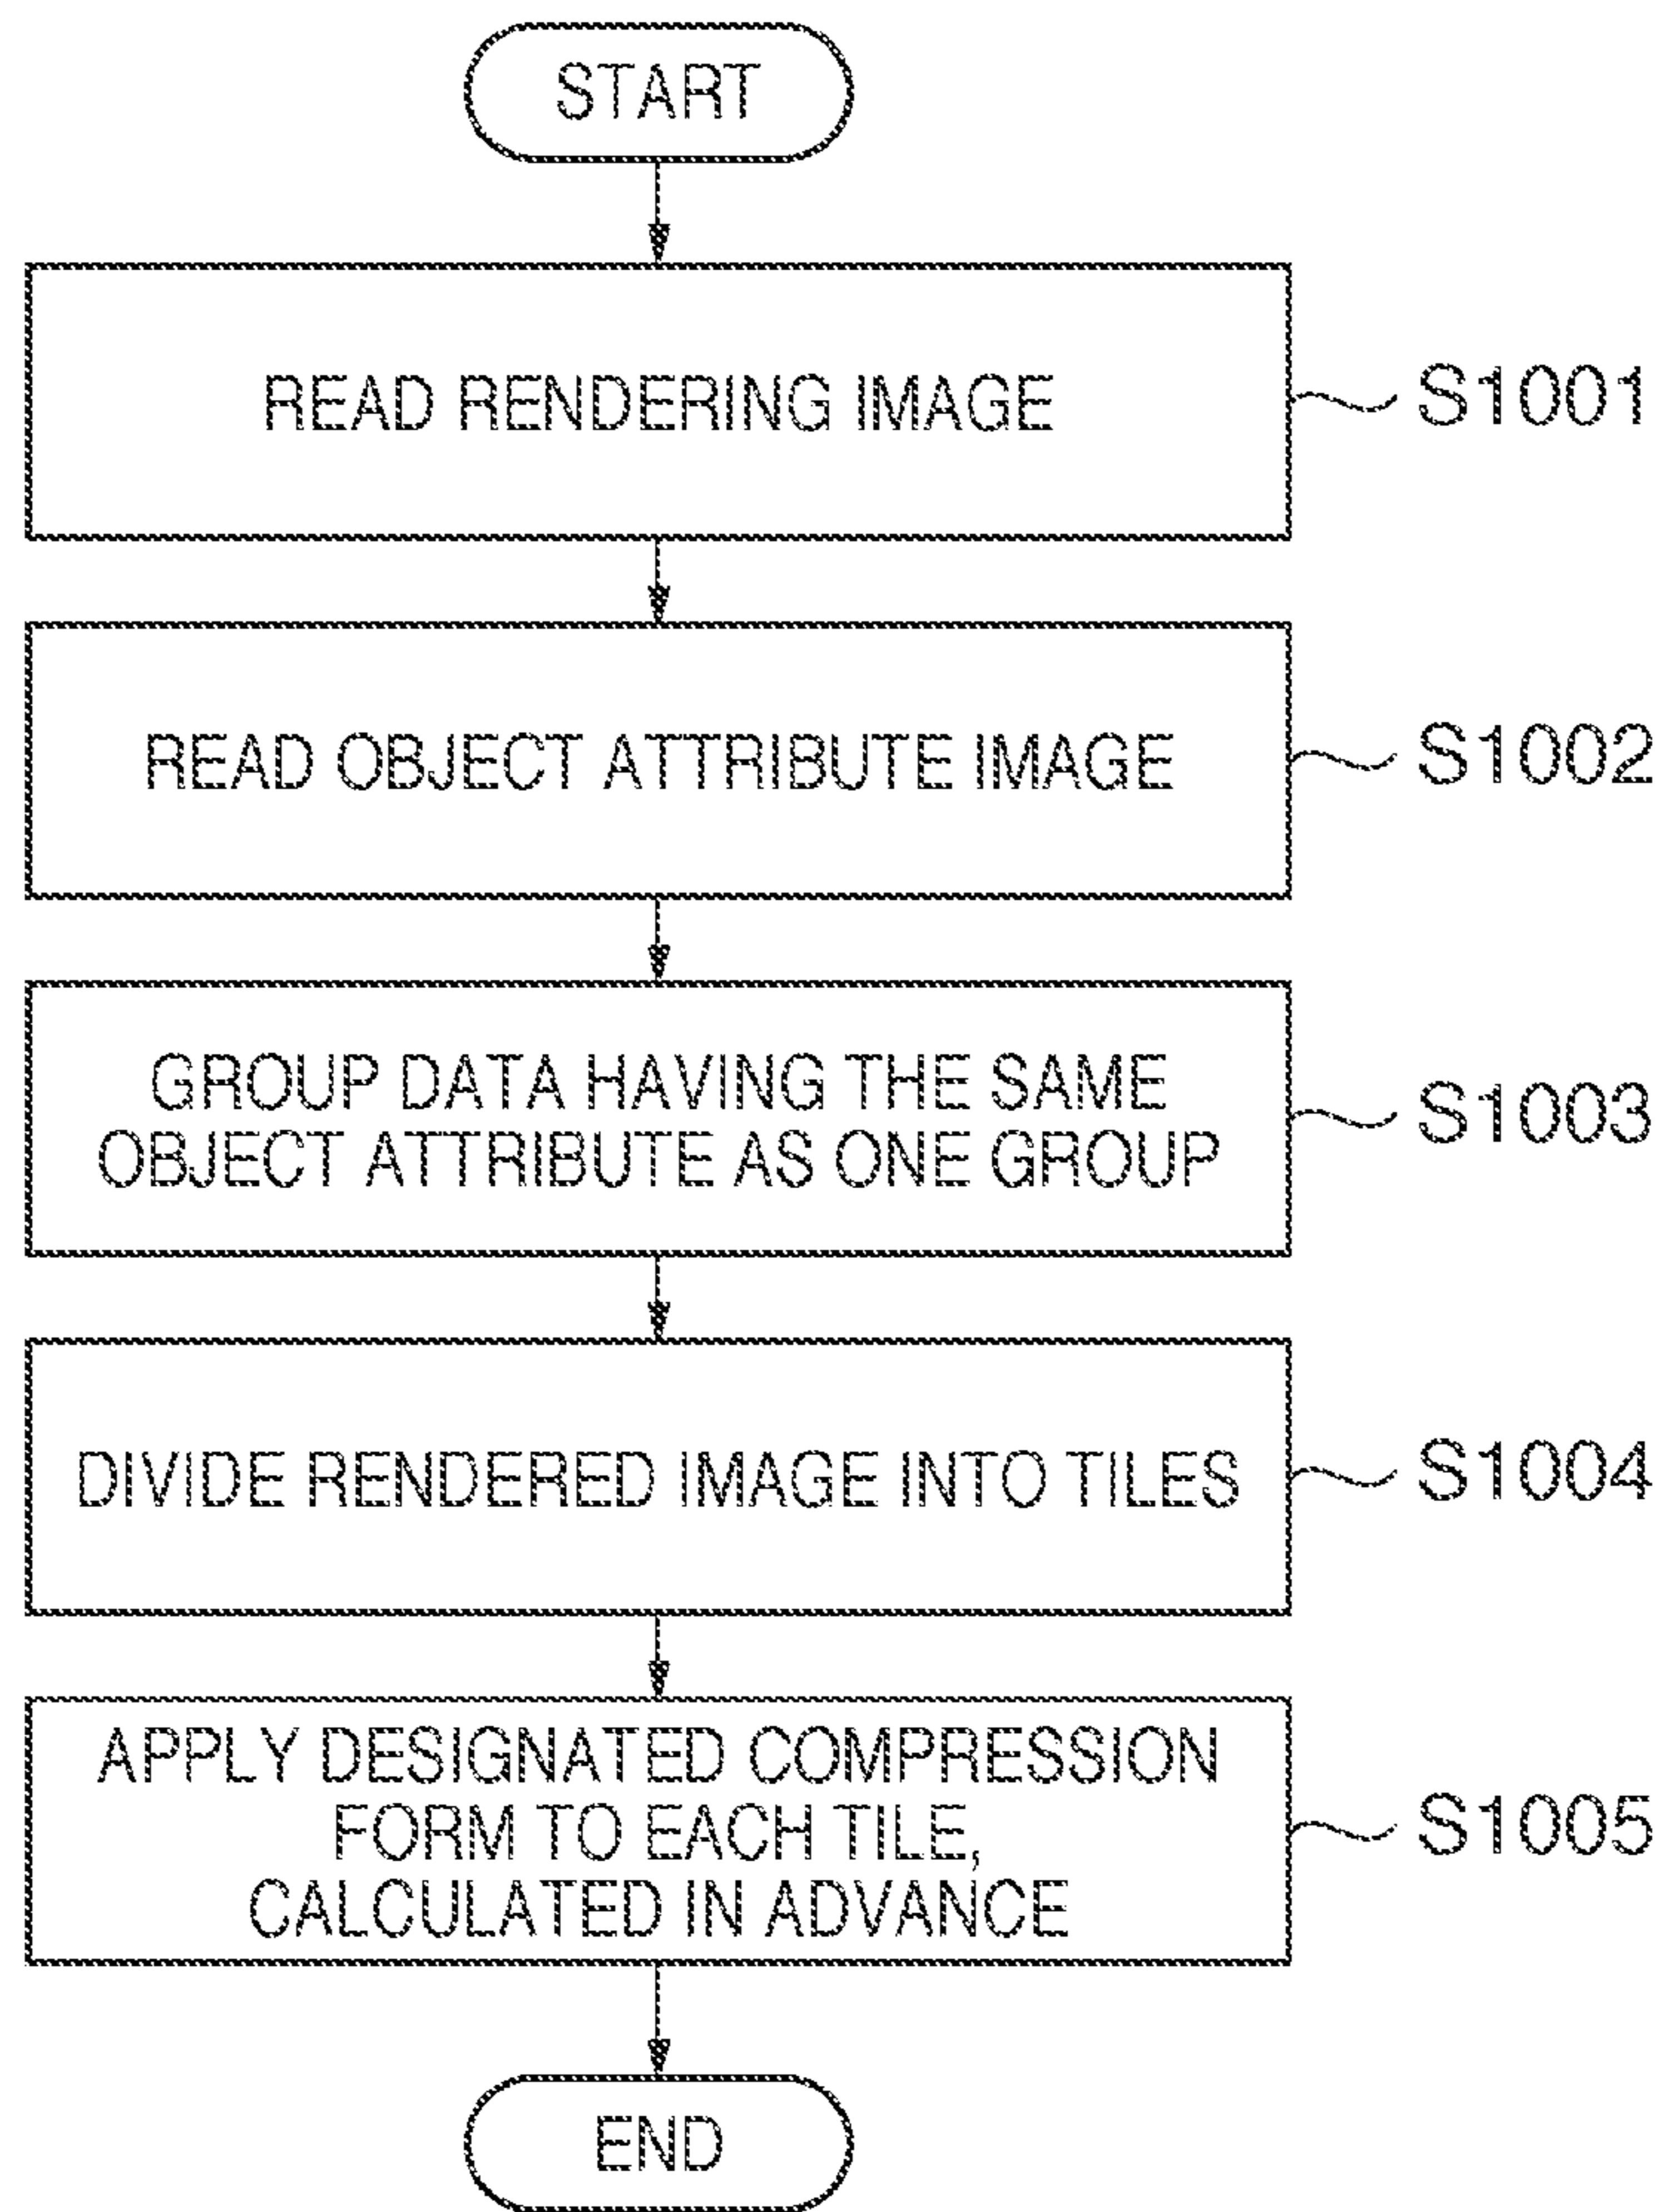 START
READ RENDERING IMAGE
S1001
READ OBJECT ATTRIBUTE IMAGE
S1002
GROUP DATA HAVING THE SAME
OBJECT ATTRIBUTE AS ONE GROUP
S1003
DIVIDE RENDERED IMAGE INTO TILES
S1004
APPLY DESIGNATED COMPRESSION
FORM TO EACH TILE,
CALCULATED IN ADVANCE
S1005
END